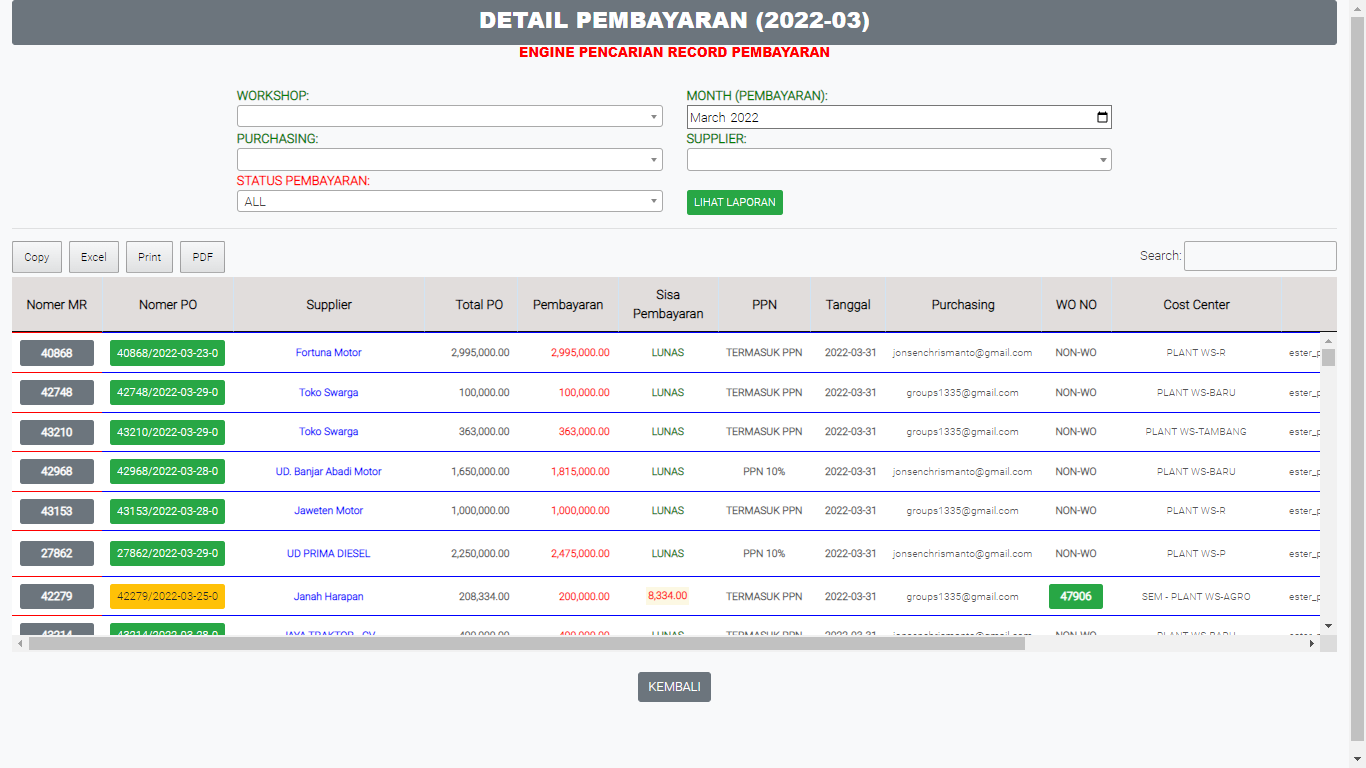 DETAIL PEMBAYARAN (2022-03)
ENGINE PENCARIAN RECORD PEMBAYARAN
WORKSHOP: MONTH (PEMBAYARAN):
March 2022
PURCHASING: SUPPLIER:
STATUS PEMBAYARAN:
ALL LIHAT LAPORAN
Copy Excel Print PDF Search:
Nomer MR Nomer PO Supplier Total PO Pembayaran Sisa Pembayaran PPN Tanggal Purchasing WO NO Cost Center
40868 40868/2022-03-23-0 Fortuna Motor 2,995,000.00 2,995,000.00 LUNAS TERMASUK PPN 2022-03-31 jonsenchrismanto@gmail.com NON-WO PLANT WS-R ester_p
42748 42748/2022-03-29-0 Toko Swarga 100,000.00 100,000.00 LUNAS TERMASUK PPN 2022-03-31 groups1335@gmail.com NON-WO PLANT WS-BARU ester_p
43210 43210/2022-03-29-0 Toko Swarga 363,000.00 363,000.00 LUNAS TERMASUK PPN 2022-03-31 groups1335@gmail.com NON-WO PLANT WS-TAMBANG ester_p
42968 42968/2022-03-28-0 UD. Banjar Abadi Motor 1,650,000.00 1,815,000.00 LUNAS PPN 10% 2022-03-31 jonsenchrismanto@gmail.com NON-WO PLANT WS-BARU ester_p
43153 43153/2022-03-28-0 Jaweten Motor 1,000,000.00 1,000,000.00 LUNAS TERMASUK PPN 2022-03-31 groups1335@gmail.com NON-WO PLANT WS-R ester_p
27862 27862/2022-03-29-0 UD PRIMA DIESEL 2,250,000.00 2,475,000.00 LUNAS PPN 10% 2022-03-31 jonsenchrismanto@gmail.com NON-WO PLANT WS-P ester_p
42279 42279/2022-03-25-0 Janah Harapan 208,334.00 200,000.00 8,334.00 TERMASUK PPN 2022-03-31 groups1335@gmail.com 47906 SEM - PLANT WS-AGRO ester_p
43214 43214/2022-03-28-0 JAYA TRAKTOR - CV 400,000.00 400,000.00 LUNAS TERMASUK PPN 2022-03-31 NON-WO PLANT WS-BARU
KEMBALI